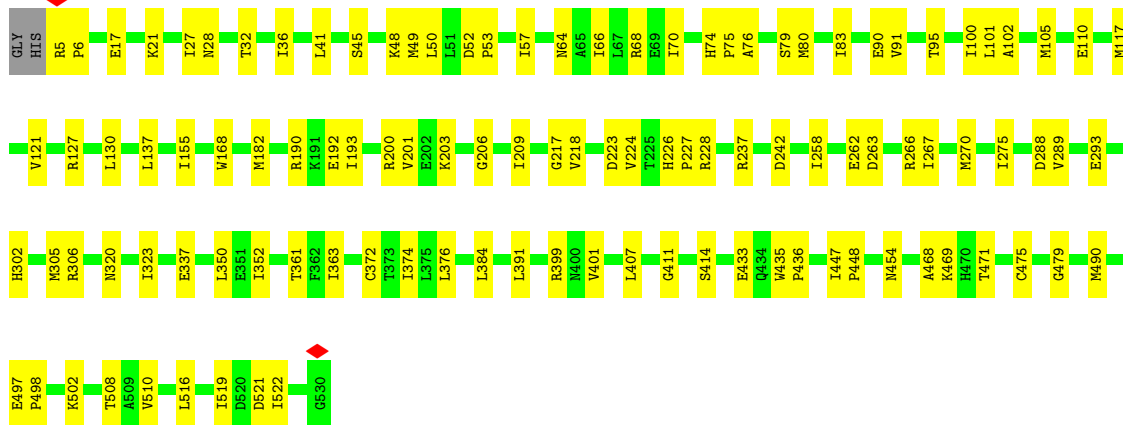 GLY HIS R5 P6 E17 K21 I27 N28 T32 I36 L41 S45 K48 M49 L50 L51 D52 P53 I57 N64 A65 I66 L67 R68 E69 I70 H74 P75 A76 S79 M80 I83 E90 V91 T95 I100 L101 A102 M105 E110 M117
V121 R127 L130 L137 I155 W168 M182 R190 K191 E192 I193 R200 V201 E202 K203 G206 I209 G217 V218 D223 V224 T225 H226 P227 R228 R237 D242 I258 E262 D263 R266 I267 M270 I275 D288 V289 E293
H302 M305 R306 N320 I323 E337 L350 E351 I352 T361 F362 I363 C372 T373 I374 L375 L376 L384 L391 R399 N400 V401 L407 G411 S414 E433 Q434 W435 P436 I447 P448 N454 A468 K469 H470 T471 C475 G479 M490
E497 P498 K502 T508 A509 V510 L516 I519 D520 D521 I522 G530